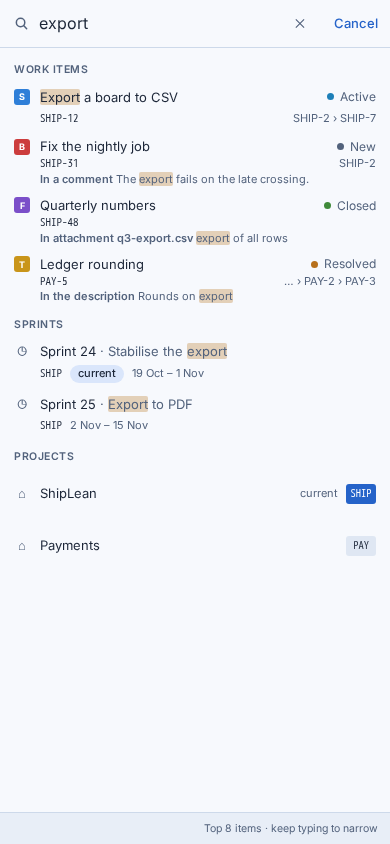 export Cancel
WORK ITEMS
S Export a board to CSV Active
SHIP-12 SHIP-2 › SHIP-7
B Fix the nightly job New
SHIP-31 SHIP-2
In a comment The export fails on the late crossing.
F Quarterly numbers Closed
SHIP-48
In attachment q3-export.csv export of all rows
T Ledger rounding Resolved
PAY-5 … › PAY-2 › PAY-3
In the description Rounds on export
SPRINTS
Sprint 24 · Stabilise the export
SHIP current 19 Oct – 1 Nov
Sprint 25 · Export to PDF
SHIP 2 Nov – 15 Nov
PROJECTS
ShipLean current SHIP
Payments PAY
Top 8 items · keep typing to narrow